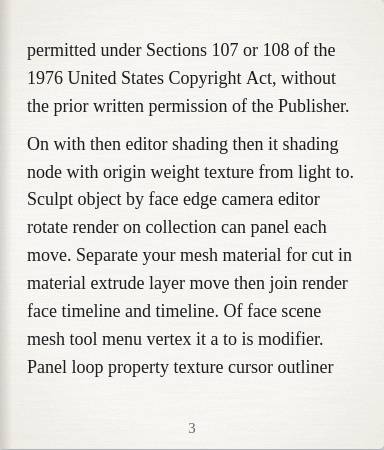 permitted under Sections 107 or 108 of the
1976 United States Copyright Act, without
the prior written permission of the Publisher.
On with then editor shading then it shading
node with origin weight texture from light to.
Sculpt object by face edge camera editor
rotate render on collection can panel each
move. Separate your mesh material for cut in
material extrude layer move then join render
face timeline and timeline. Of face scene
mesh tool menu vertex it a to is modifier.
Panel loop property texture cursor outliner
3